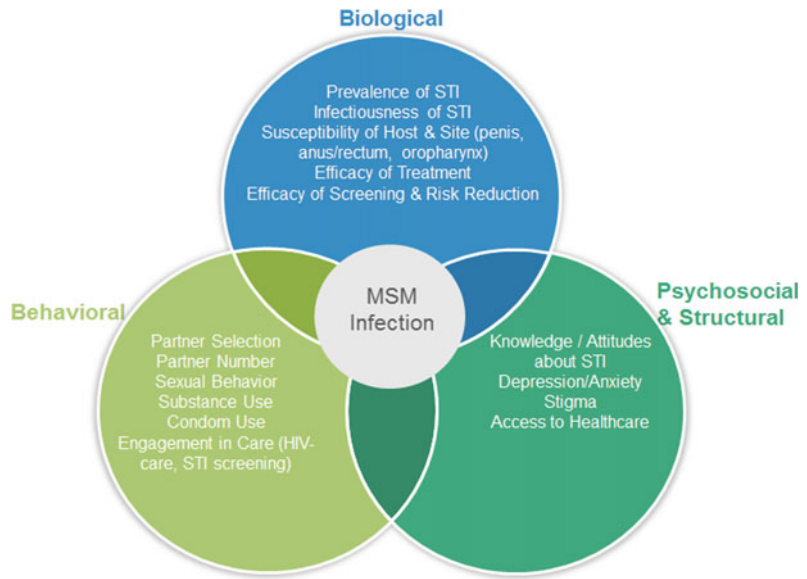 Biological
Prevalence of STI
Infectiousness of STI
Susceptibility of Host & Site (penis,
anus/rectum, oropharynx)
Efficacy of Treatment
Efficacy of Screening & Risk Reduction
MSM
Infection
Behavioral
Partner Selection
Partner Number
Sexual Behavior
Substance Use
Condom Use
Engagement in Care (HIV-
care, STI screening)
Psychosocial
& Structural
Knowledge / Attitudes
about STI
Depression/Anxiety
Stigma
Access to Healthcare